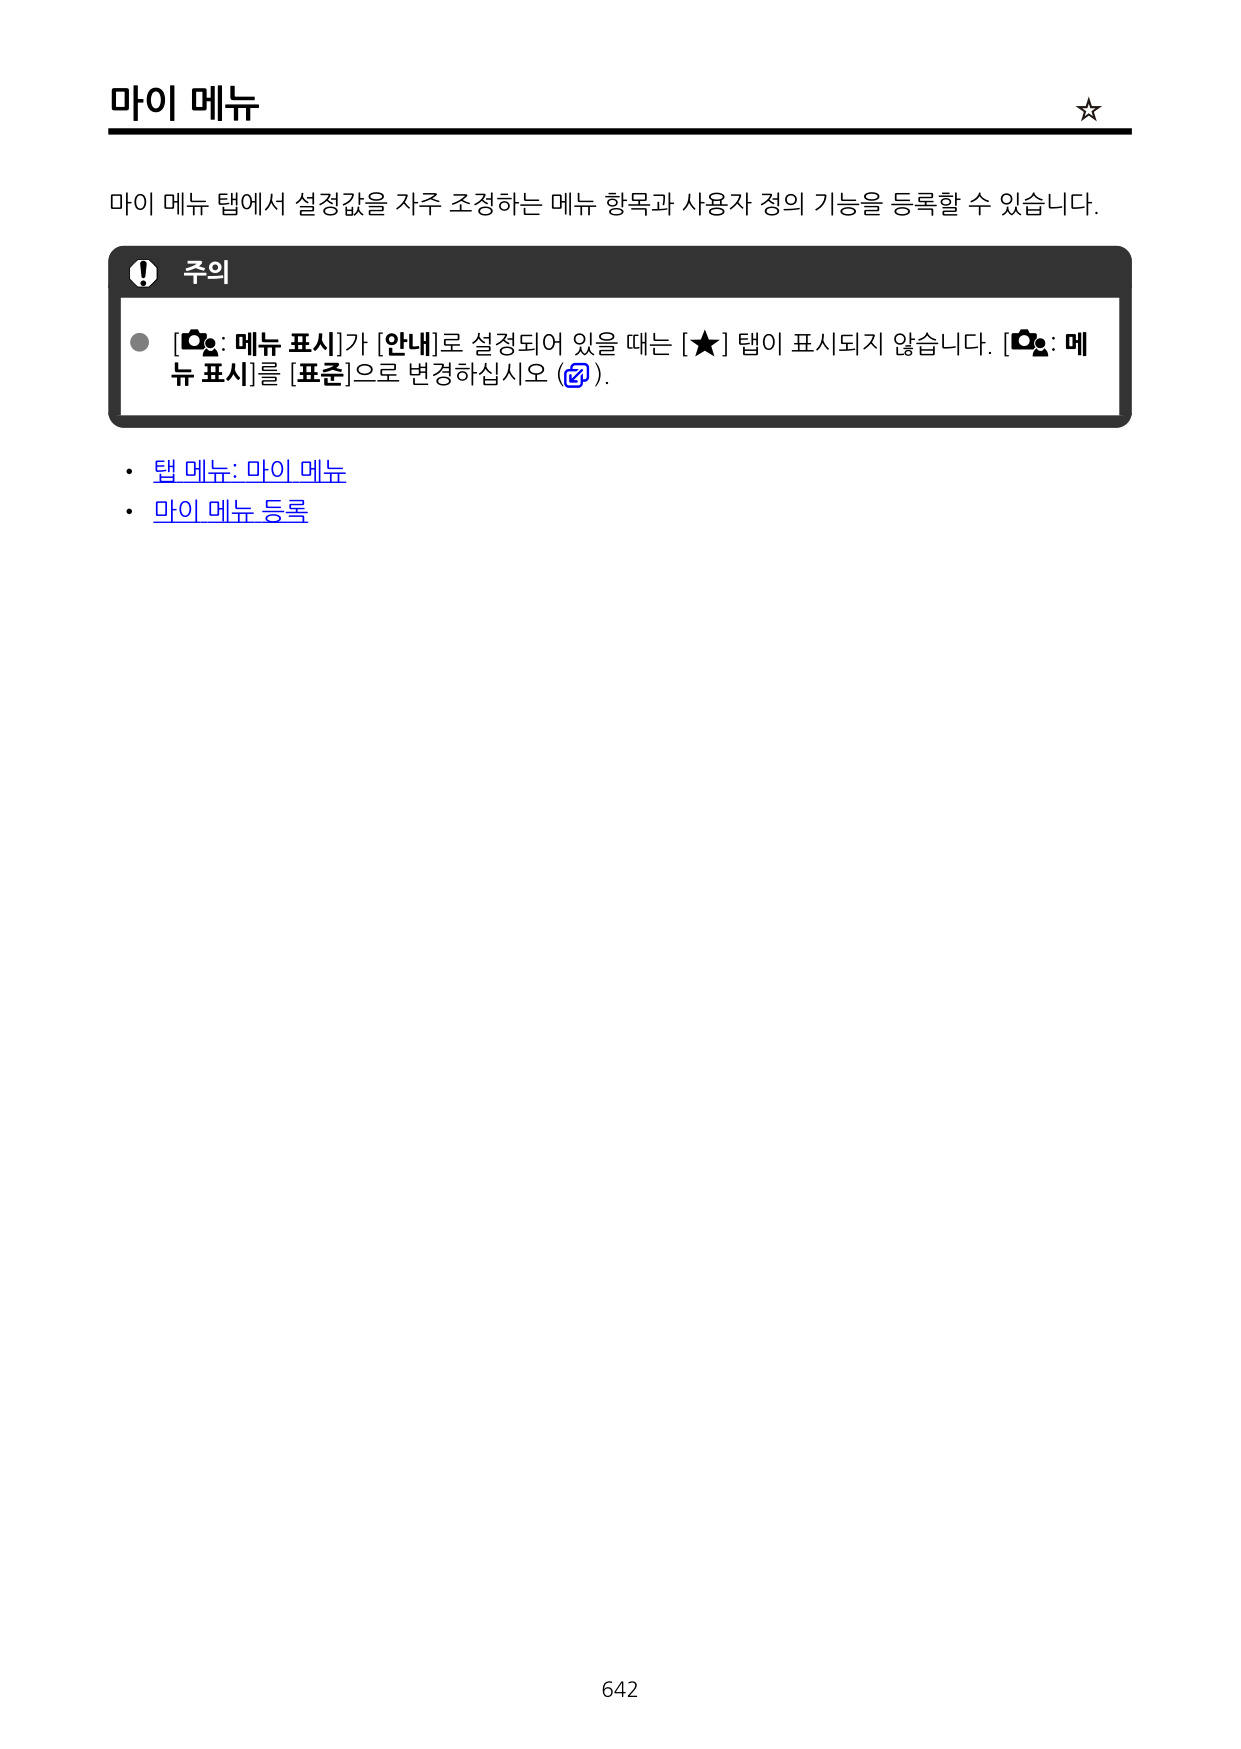 마이 메뉴 ☆
마이 메뉴 탭에서 설정값을 자주 조정하는 메뉴 항목과 사용자 정의 기능을 등록할 수 있습니다.
주의
● [: 메뉴 표시]가 [안내]로 설정되어 있을 때는 [★] 탭이 표시되지 않습니다. [: 메
뉴 표시]를 [표준]으로 변경하십시오 ( ).
• 탭 메뉴: 마이 메뉴
• 마이 메뉴 등록
642